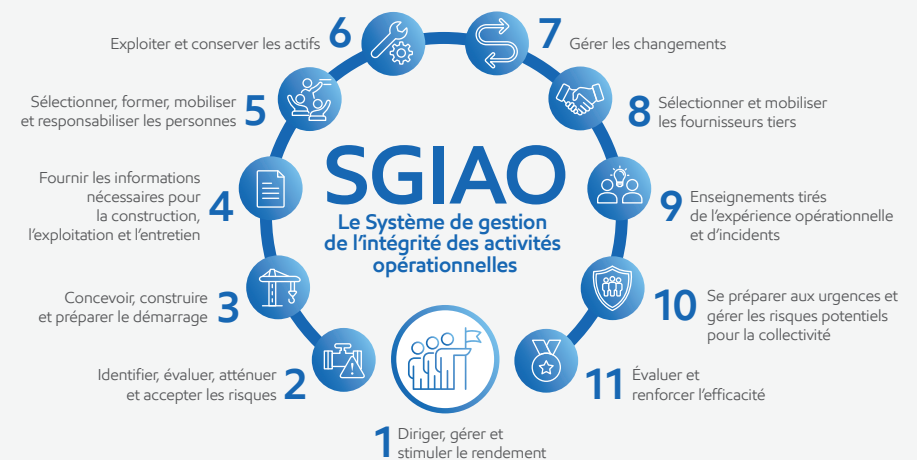 SGIAO
Le Système de gestion
de l'intégrité des activités
opérationnelles
1 Diriger, gérer et
stimuler le rendement
2 Identifier, évaluer, atténuer
et accepter les risques
3 Concevoir, construire
et préparer le démarrage
4 Fournir les informations
nécessaires pour
la construction,
l'exploitation et l'entretien
5 Sélectionner, former, mobiliser
et responsabiliser les personnes
6 Exploiter et conserver les actifs
7 Gérer les changements
8 Sélectionner et mobiliser
les fournisseurs tiers
9 Enseignements tirés
de l'expérience opérationnelle
et d'incidents
10 Se préparer aux urgences et
gérer les risques potentiels
pour la collectivité
11 Évaluer et
renforcer l'efficacité